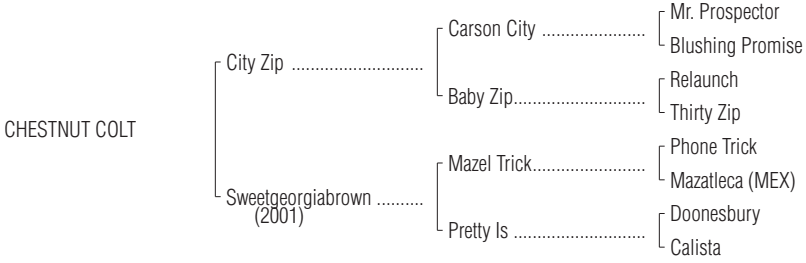 Mr. Prospector
Carson City ......................
Blushing Promise
City Zip ............................
Relaunch
Baby Zip............................
Thirty Zip
CHESTNUT COLT
Phone Trick
Mazel Trick........................
Mazatleca (MEX)
Sweetgeorgiabrown ..........
(2001)
Doonesbury
Pretty Is ............................
Calista